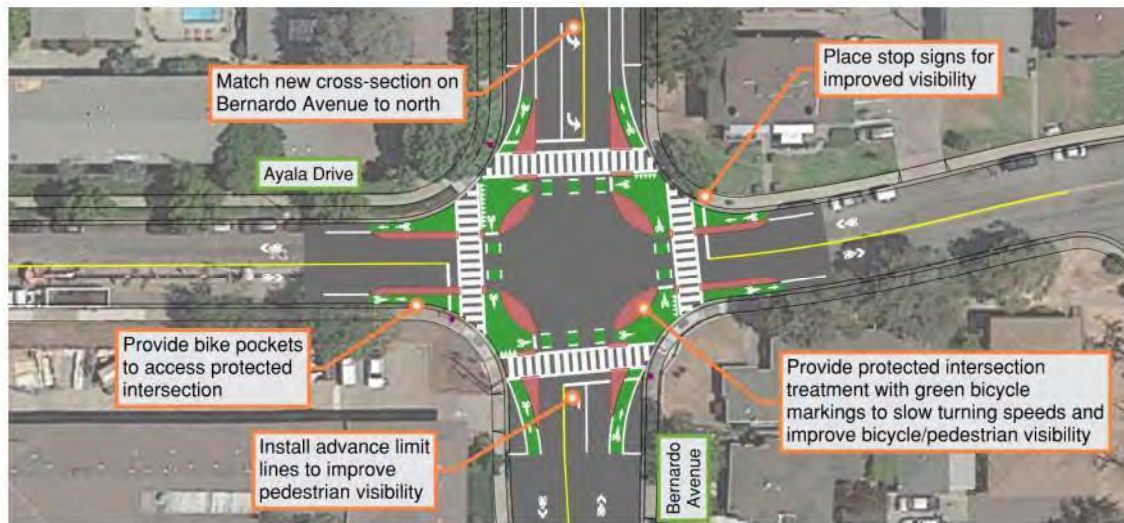 Match new cross-section on
Bernardo Avenue to north
Place stop signs for
improved visibility
Ayala Drive
Provide bike pockets
to access protected
intersection
Provide protected intersection
treatment with green bicycle
markings to slow turning speeds and
improve bicycle/pedestrian visibility
Install advance limit
lines to improve
pedestrian visibility
Bernardo
Avenue